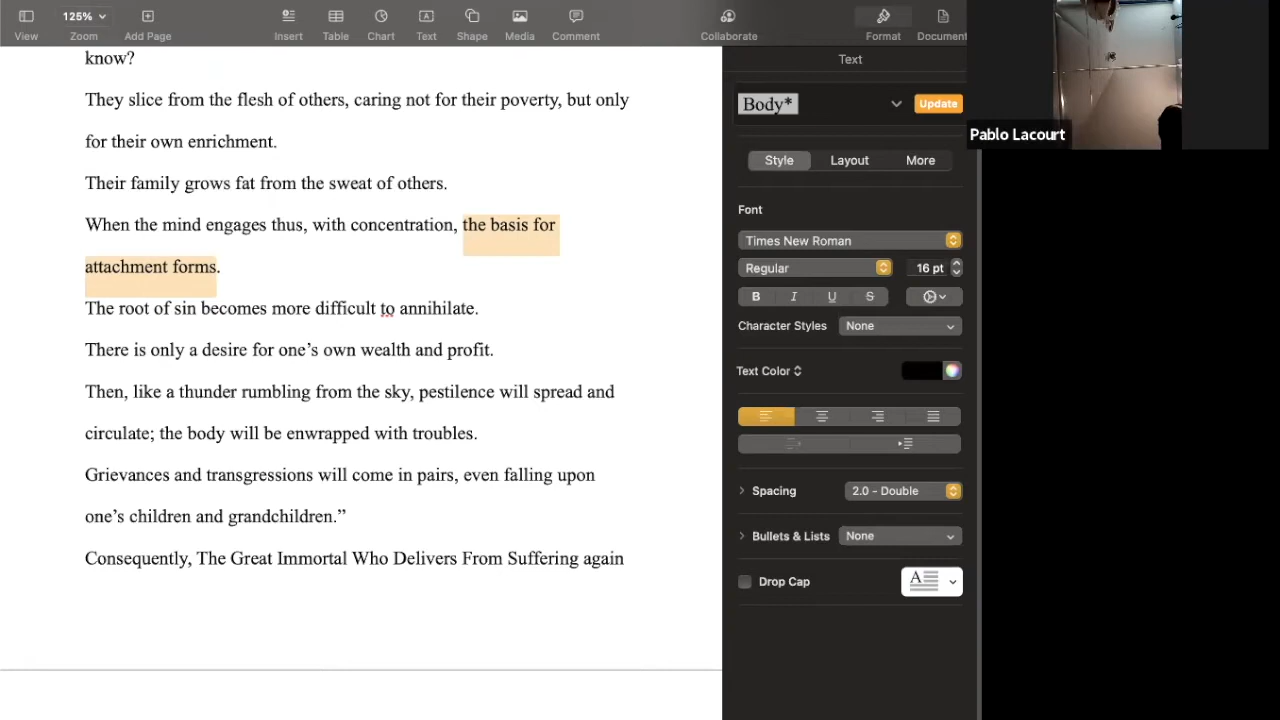 View
125%
Zoom
Add Page
Insert
Table
Chart
Text
Shape
Media
Comment
Collaborate
Format
Document
know?
They slice from the flesh of others, caring not for their poverty, but only
for their own enrichment.
Their family grows fat from the sweat of others.
When the mind engages thus, with concentration, the basis for
attachment forms.
The root of sin becomes more difficult to annihilate.
There is only a desire for one’s own wealth and profit.
Then, like a thunder rumbling from the sky, pestilence will spread and
circulate; the body will be enwrapped with troubles.
Grievances and transgressions will come in pairs, even falling upon
one’s children and grandchildren.”
Consequently, The Great Immortal Who Delivers From Suffering again
Text
Body*
Update
Style
Layout
More
Font
Times New Roman
Regular
16 pt
B I U S
Character Styles
None
Text Color
Spacing
2.0 - Double
Bullets & Lists
None
Drop Cap
A
Pablo Lacourt